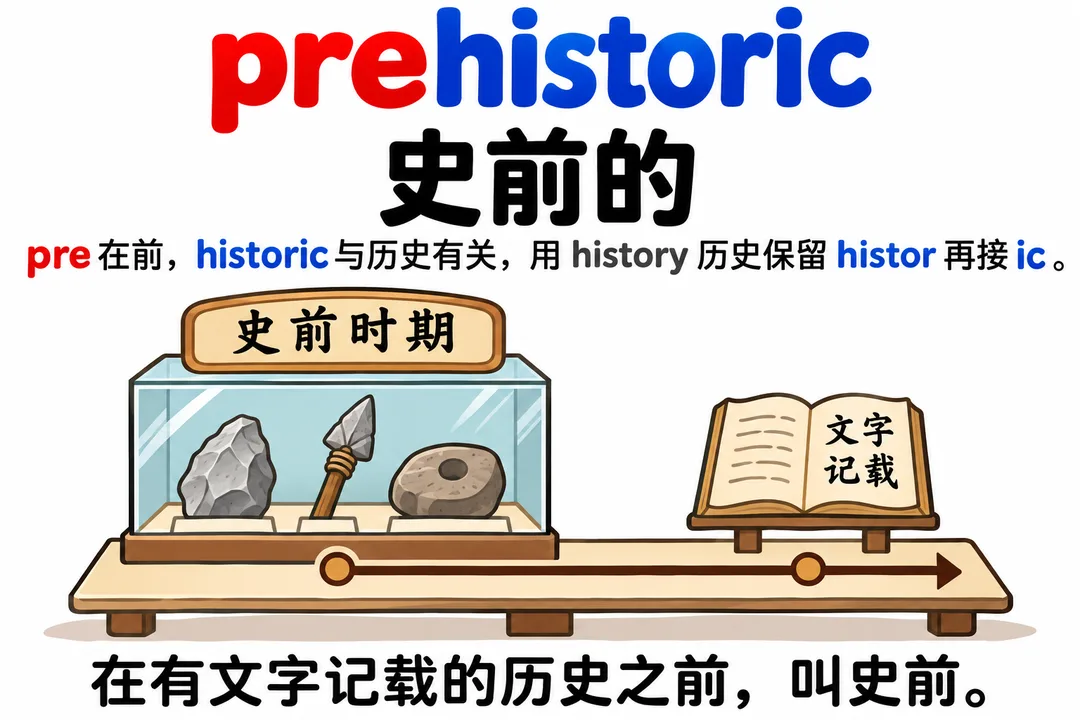 prehistoric
史前的
pre 在前，historic 与历史有关，用 history 历史保留 histor 再接 ic。
史前时期
文字
记载
在有文字记载的历史之前，叫史前。